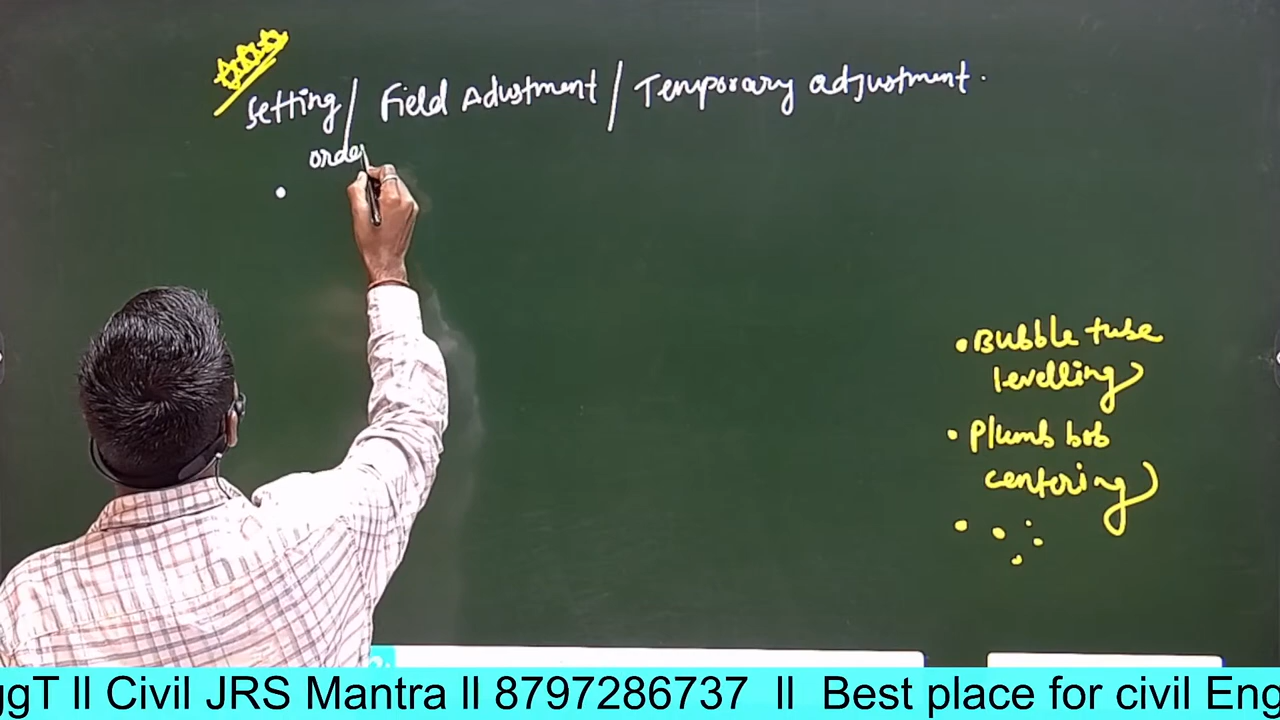 Setting / Field Adustment / Temporary adjustment.
orde
• Bubble tube
levelling
• Plumb bob
centering
ggT ll Civil JRS Mantra ll 8797286737 ll Best place for civil Eng